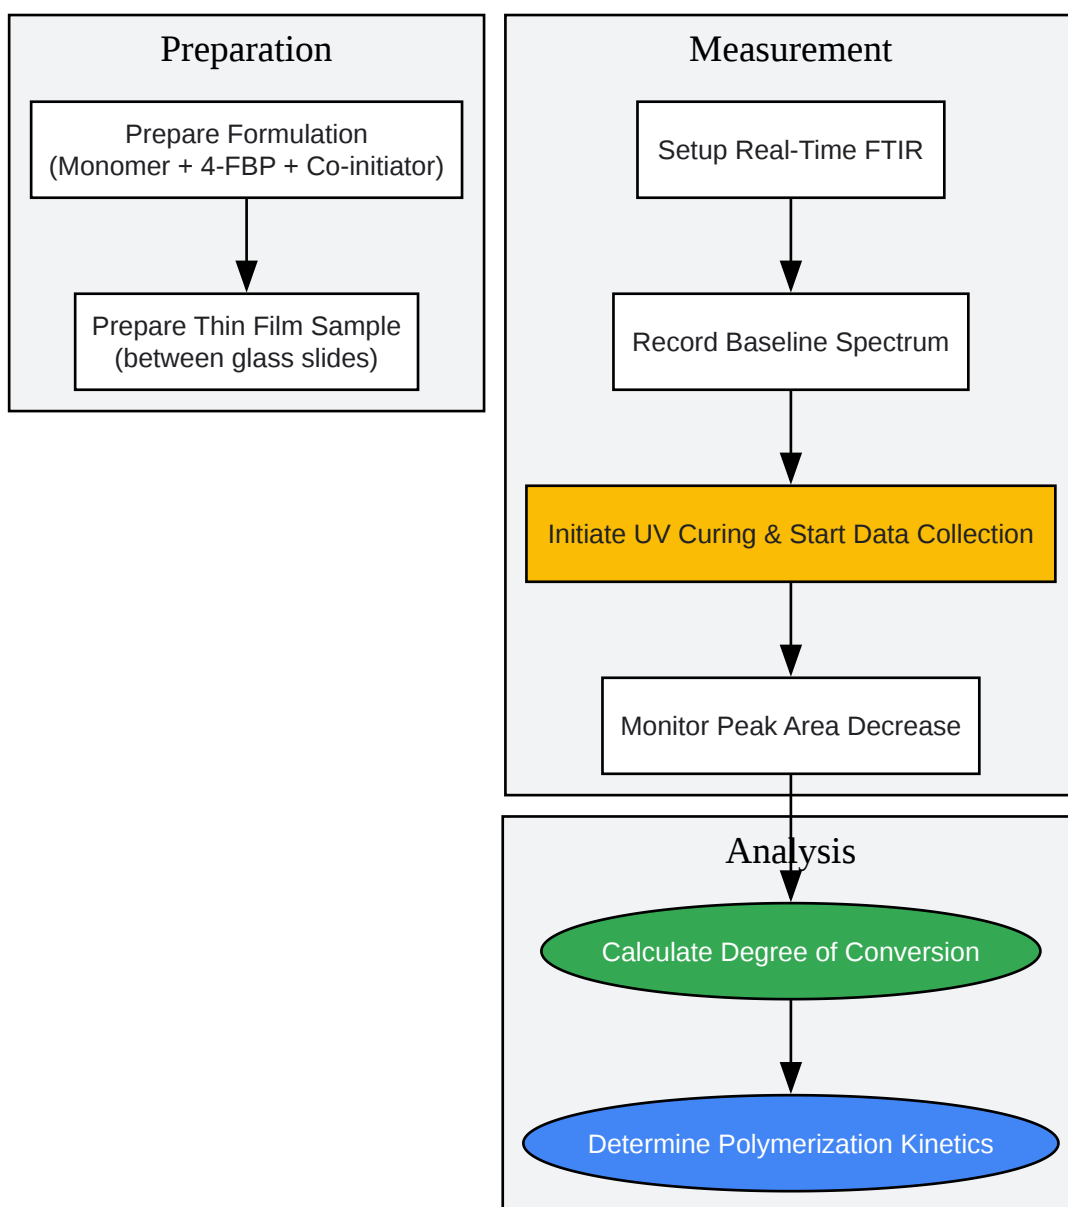 Preparation
Prepare Formulation
(Monomer + 4-FBP + Co-initiator)
Prepare Thin Film Sample
(between glass slides)
Measurement
Setup Real-Time FTIR
Record Baseline Spectrum
Initiate UV Curing & Start Data Collection
Monitor Peak Area Decrease
Analysis
Calculate Degree of Conversion
Determine Polymerization Kinetics